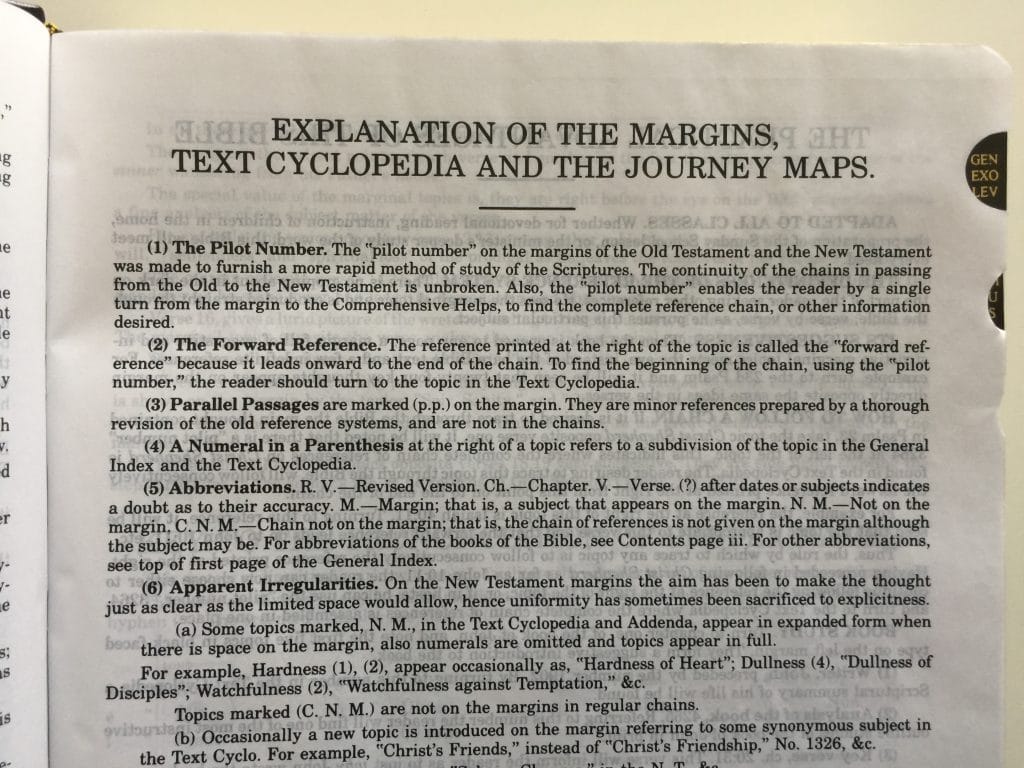 EXPLANATION OF THE MARGINS,
TEXT CYCLOPEDIA AND THE JOURNEY MAPS.
GEN
EXO
LEV
(1) The Pilot Number. The "pilot number" on the margins of the Old Testament and the New Testament
was made to furnish a more rapid method of study of the Scriptures. The continuity of the chains in passing
from the Old to the New Testament is unbroken. Also, the "pilot number" enables the reader by a single
turn from the margin to the Comprehensive Helps, to find the complete reference chain, or other information
desired.
(2) The Forward Reference. The reference printed at the right of the topic is called the "forward ref-
erence" because it leads onward to the end of the chain. To find the beginning of the chain, using the "pilot
number," the reader should turn to the topic in the Text Cyclopedia.
(3) Parallel Passages are marked (p.p.) on the margin. They are minor references prepared by a thorough
revision of the old reference systems, and are not in the chains.
(4) A Numeral in a Parenthesis at the right of a topic refers to a subdivision of the topic in the General
Index and the Text Cyclopedia.
(5) Abbreviations. R. V.—Revised Version. Ch.—Chapter. V.—Verse. (?) after dates or subjects indicates
a doubt as to their accuracy. M.—Margin; that is, a subject that appears on the margin. N. M.—Not on the
margin. C. N. M.—Chain not on the margin; that is, the chain of references is not given on the margin although
the subject may be. For abbreviations of the books of the Bible, see Contents page iii. For other abbreviations,
see top of first page of the General Index.
(6) Apparent Irregularities. On the New Testament margins the aim has been to make the thought
just as clear as the limited space would allow, hence uniformity has sometimes been sacrificed to explicitness.
(a) Some topics marked, N. M., in the Text Cyclopedia and Addenda, appear in expanded form when
there is space on the margin, also numerals are omitted and topics appear in full.
For example, Hardness (1), (2), appear occasionally as, "Hardness of Heart"; Dullness (4), "Dullness of
Disciples"; Watchfulness (2), "Watchfulness against Temptation," &c.
Topics marked (C. N. M.) are not on the margins in regular chains.
(b) Occasionally a new topic is introduced on the margin referring to some synonymous subject in
the Text Cyclo. For example, "Christ's Friends," instead of "Christ's Friendship," No. 1326, &c.